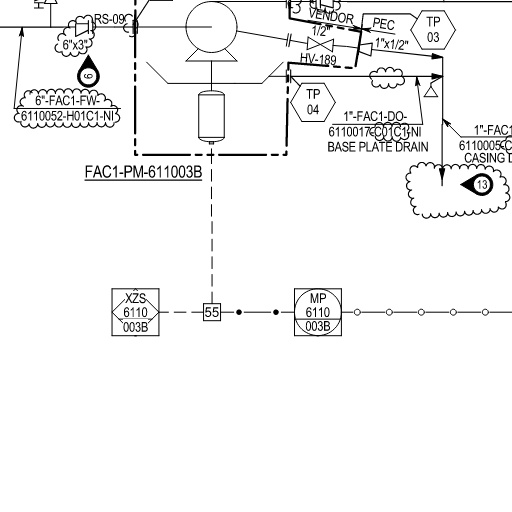 RS-09
VENDOR
PEC
TP
03
6"x3"
1/2"
1"x1/2"
HV-189
6
TP
04
6"-FAC1-FW-
6110052-H01C1-NI
1"-FAC1-DO-
6110017-C01C1-NI
BASE PLATE DRAIN
1"-FAC1
6110005-C
CASING D
FAC1-PM-611003B
13
XZS
6110
003B
55
MP
6110
003B